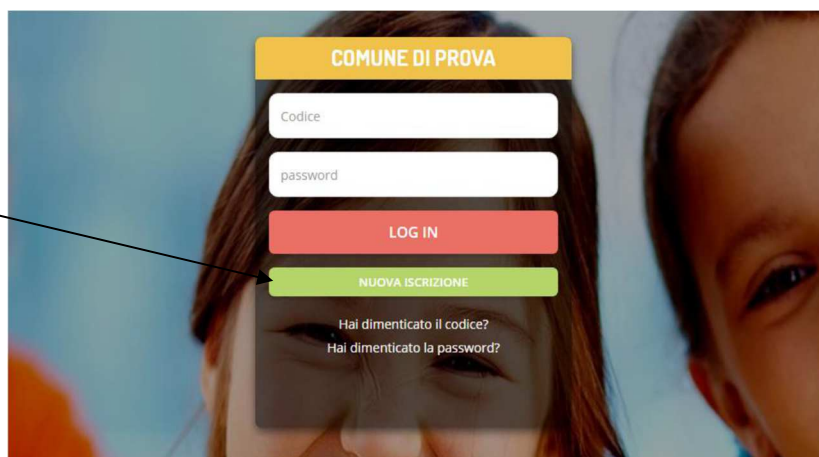 COMUNE DI PROVA
Codice
password
LOG IN
NUOVA ISCRIZIONE
Hai dimenticato il codice?
Hai dimenticato la password?